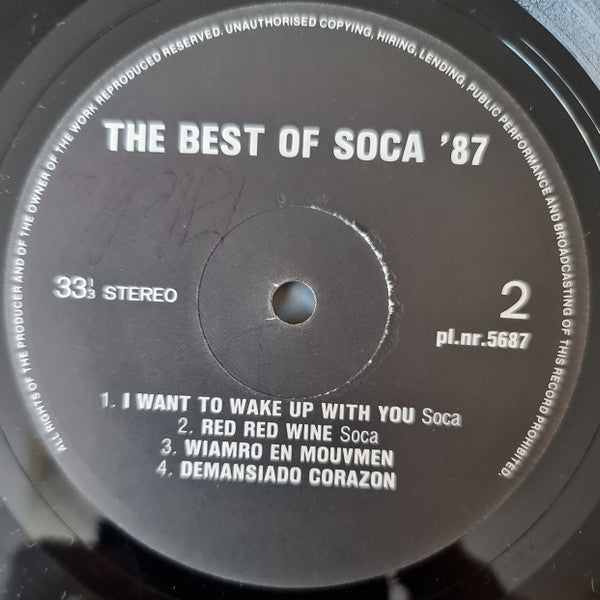 ALL RIGHTS OF THE PRODUCER AND OF THE OWNER OF THE WORK REPRODUCED RESERVED. UNAUTHORISED COPYING, HIRING, LENDING, PUBLIC PERFORMANCE AND BROADCASTING OF THIS RECORD PROHIBITED.
THE BEST OF SOCA '87
33 1/3 STEREO
2
pl.nr.5687
1. I WANT TO WAKE UP WITH YOU Soca
2. RED RED WINE Soca
3. WIAMRO EN MOUVMEN
4. DEMANSIADO CORAZON